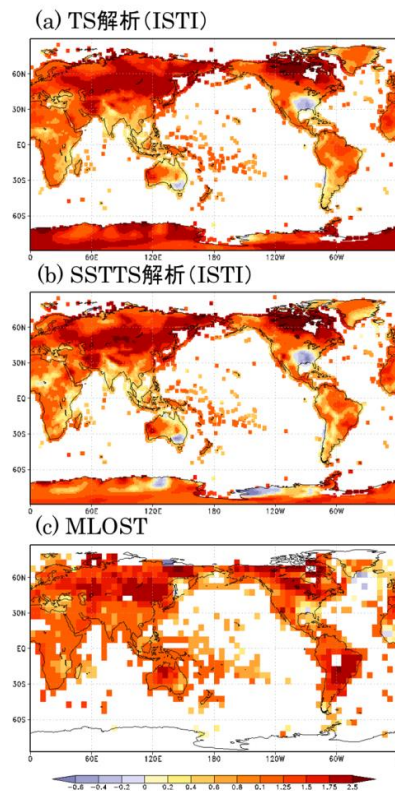 (a) TS解析(ISTI)
60N
30N
EQ
30S
60S
0 60E 120E 180 120W 60W
(b) SSTTS解析(ISTI)
60N
30N
EQ
30S
60S
0 60E 120E 180 120W 60W
(c) MLOST
60N
30N
EQ
30S
60S
0 60E 120E 180 120W 60W
-0.6 -0.4 -0.2 0 0.2 0.4 0.6 0.8 0.1 1.25 1.5 1.75 2.5